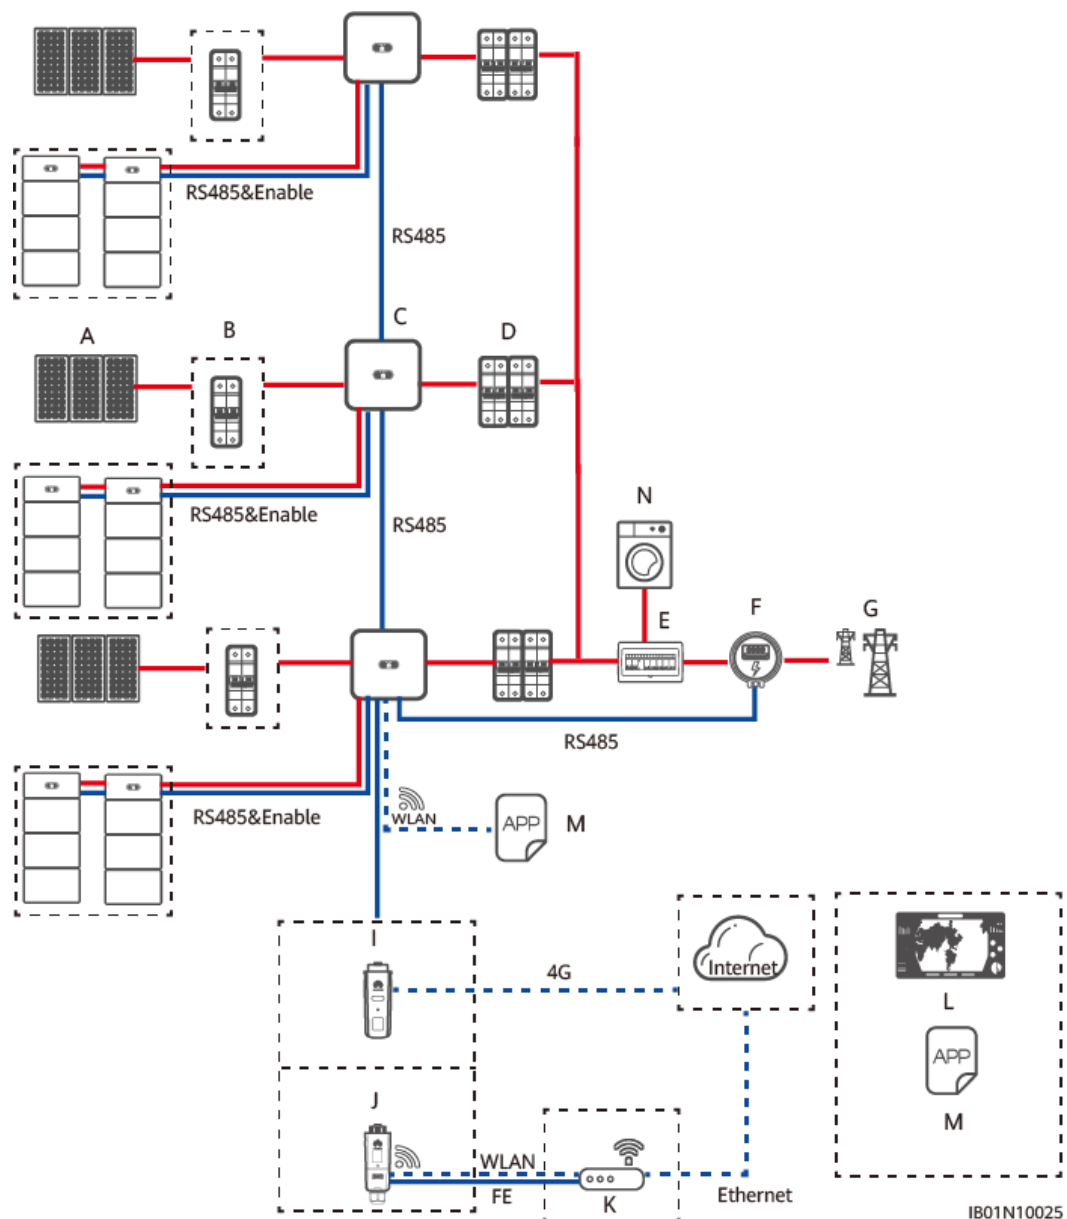 RS485&Enable
RS485
A
B
C
D
RS485&Enable
RS485
N
E
F
G
RS485
RS485&Enable
WLAN
APP
M
I
4G
Internet
L
APP
M
J
WLAN
FE
K
Ethernet
IB01N10025